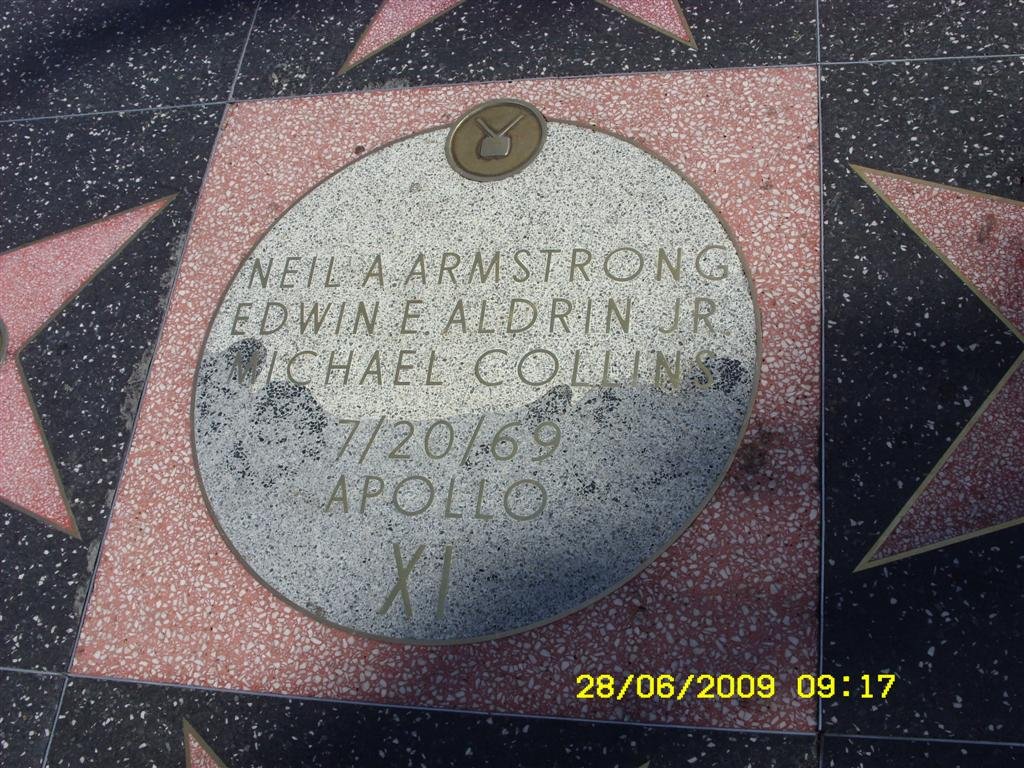 NEIL A. ARMSTRONG
EDWIN E. ALDRIN JR.
MICHAEL COLLINS
7/20/69
APOLLO
XI
28/06/2009 09:17